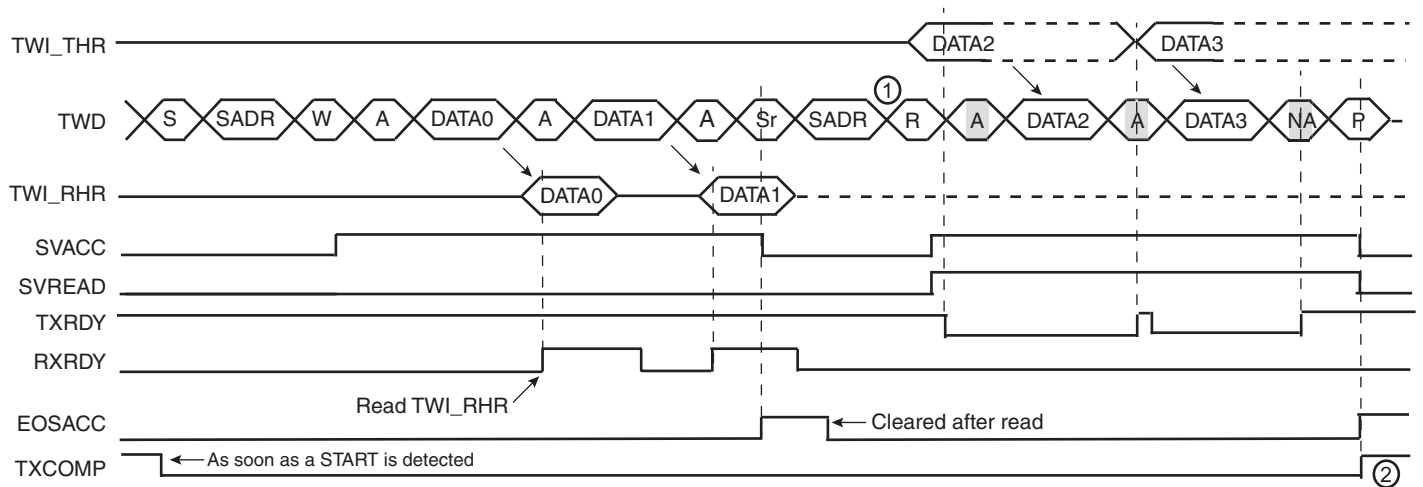 TWI_THR DATA2 DATA3
①
TWD S SADR W A DATA0 A DATA1 A Sr SADR R A DATA2 A DATA3 NA P
TWI_RHR DATA0 DATA1
SVACC
SVREAD
TXRDY
RXRDY
Read TWI_RHR
EOSACC Cleared after read
As soon as a START is detected
TXCOMP ②